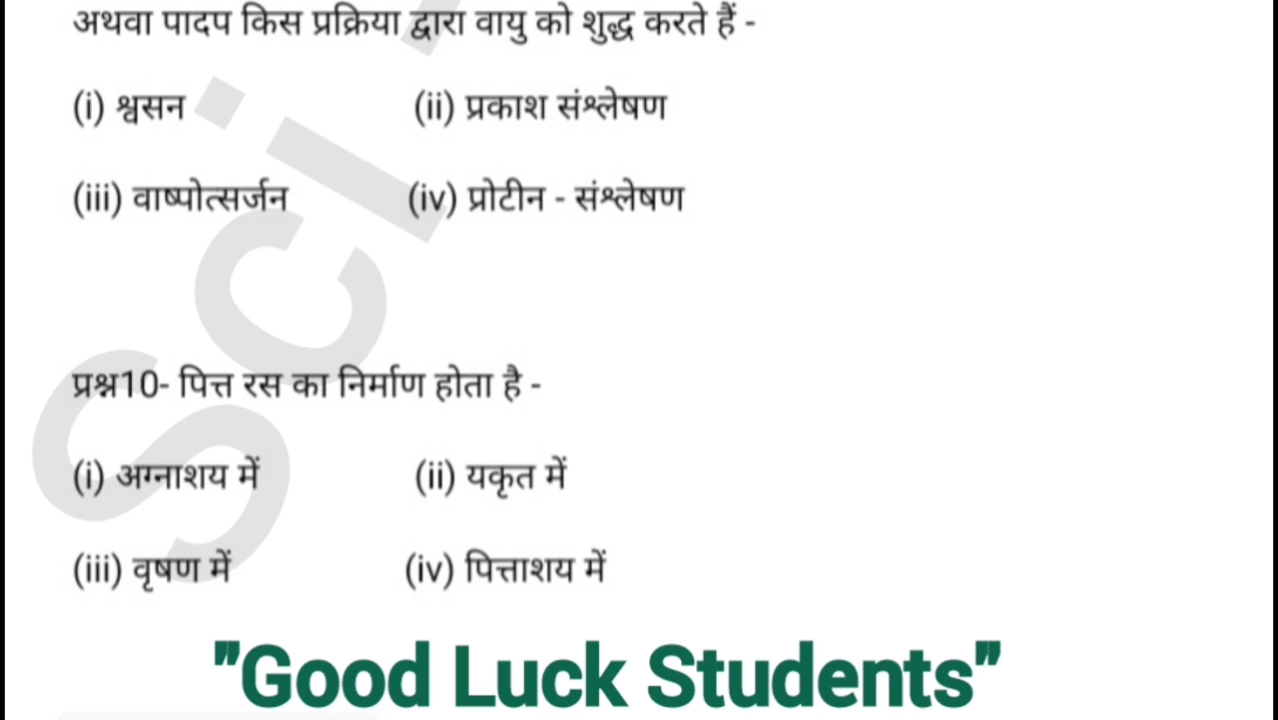 अथवा पादप किस प्रक्रिया द्वारा वायु को शुद्ध करते हैं -
(i) श्वसन (ii) प्रकाश संश्लेषण
(iii) वाष्पोत्सर्जन (iv) प्रोटीन - संश्लेषण
प्रश्न10- पित्त रस का निर्माण होता है -
(i) अग्नाशय में (ii) यकृत में
(iii) वृषण में (iv) पित्ताशय में
"Good Luck Students"
Sci -